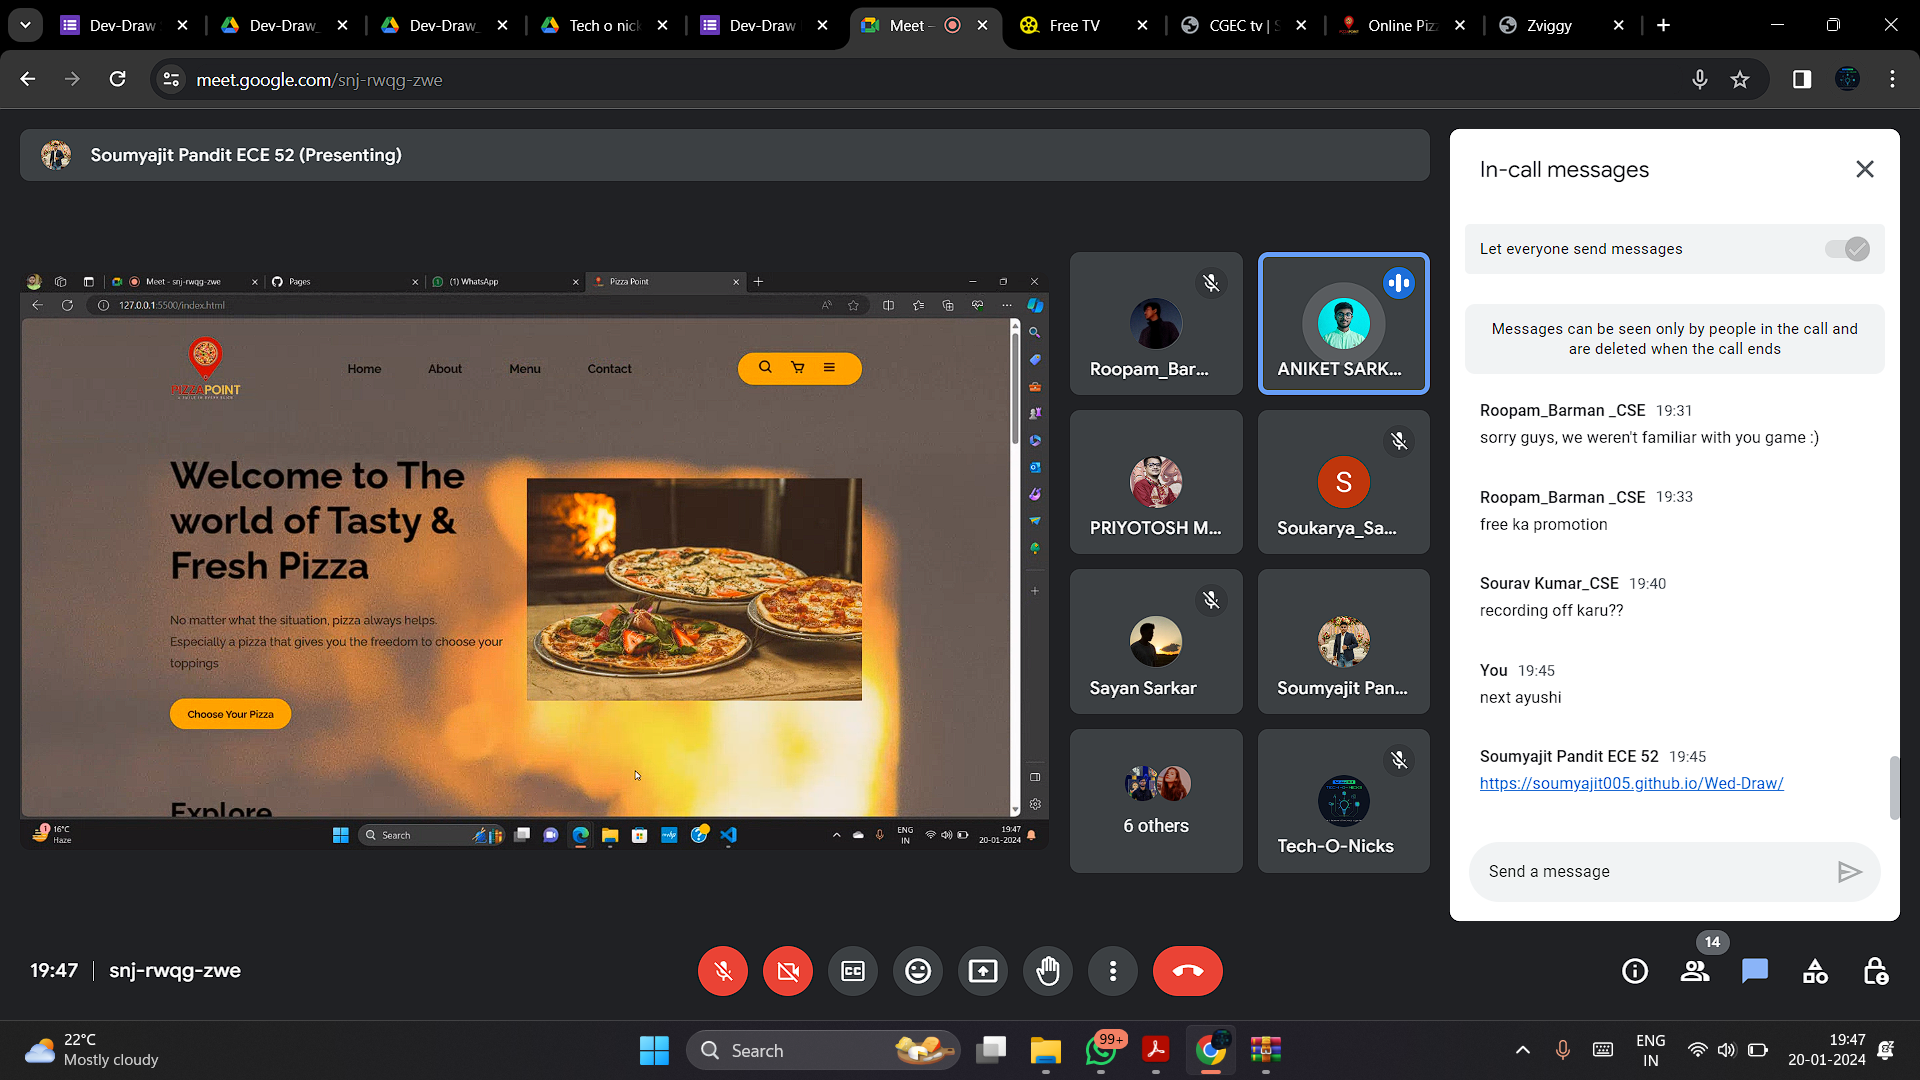 Dev-Draw
Dev-Draw_
Dev-Draw_
Tech o nick
Dev-Draw
Meet -
Free TV
CGEC tv | S
Online Pizz
Zviggy
meet.google.com/snj-rwqg-zwe
Soumyajit Pandit ECE 52 (Presenting)
Meet - snj-rwqg-zwe
Pages
(1) WhatsApp
Pizza Point
127.0.0.1:5500/index.html
PIZZAPOINT
Home
About
Menu
Contact
Welcome to The
world of Tasty &
Fresh Pizza
No matter what the situation, pizza always helps.
Especially a pizza that gives you the freedom to choose your
toppings
Choose Your Pizza
Explore
1
16°C
Haze
Search
ENG
IN
19:47
20-01-2024
Roopam_Bar...
ANIKET SARK...
PRIYOTOSH M...
S
Soukarya_Sa...
Sayan Sarkar
Soumyajit Pan...
6 others
Tech-O-Nicks
In-call messages
Let everyone send messages
Messages can be seen only by people in the call and
are deleted when the call ends
Roopam_Barman _CSE 19:31
sorry guys, we weren't familiar with you game :)
Roopam_Barman _CSE 19:33
free ka promotion
Sourav Kumar_CSE 19:40
recording off karu??
You 19:45
next ayushi
Soumyajit Pandit ECE 52 19:45
https://soumyajit005.github.io/Wed-Draw/
Send a message
19:47 | snj-rwqg-zwe
14
22°C
Mostly cloudy
Search
99+
ENG
IN
19:47
20-01-2024